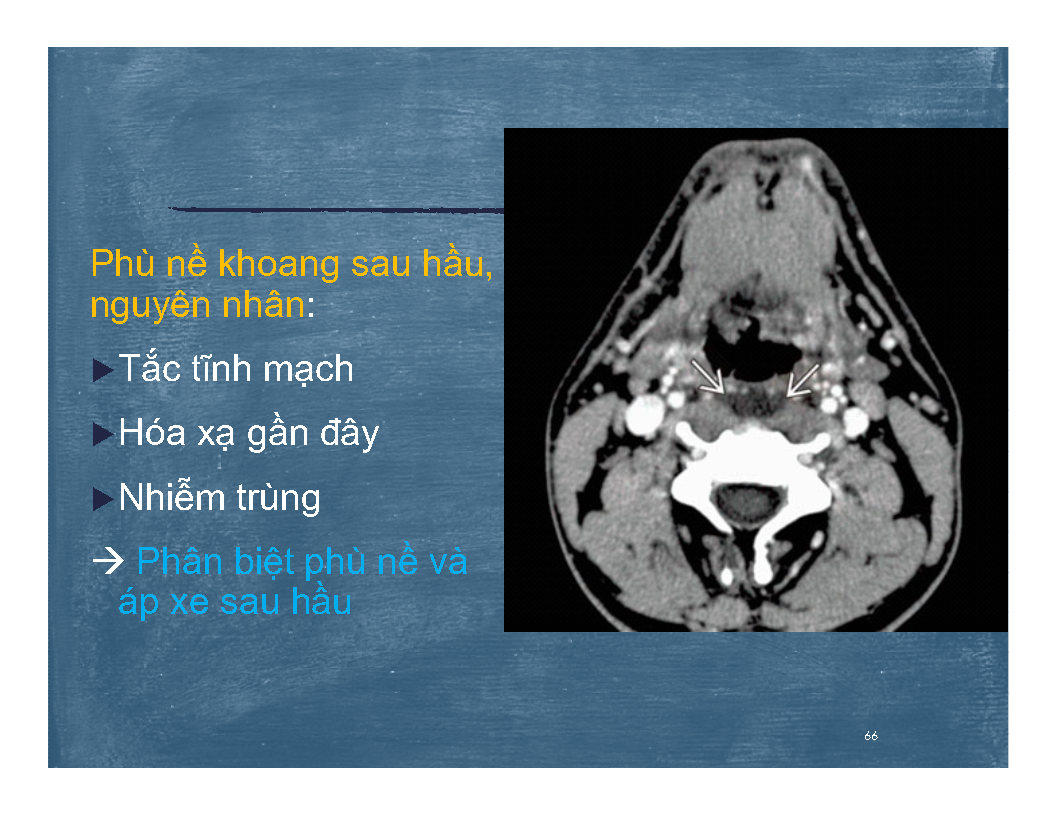 Phù nề khoang sau hầu,
nguyên nhân:
▶Tắc tĩnh mạch
▶Hóa xạ gần đây
▶Nhiễm trùng
→ Phân biệt phù nề và
áp xe sau hầu
66